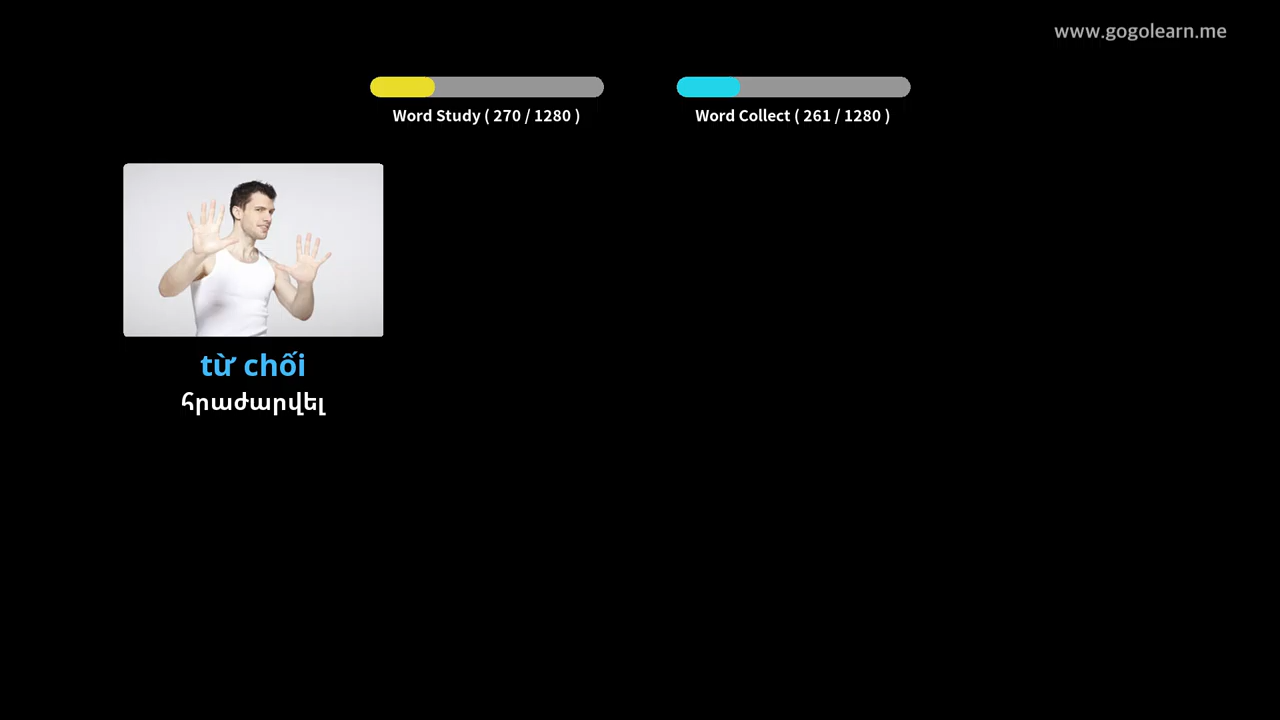 www.gogolearn.me
Word Study ( 270 / 1280 )
Word Collect ( 261 / 1280 )
từ chối
հրաժարվել